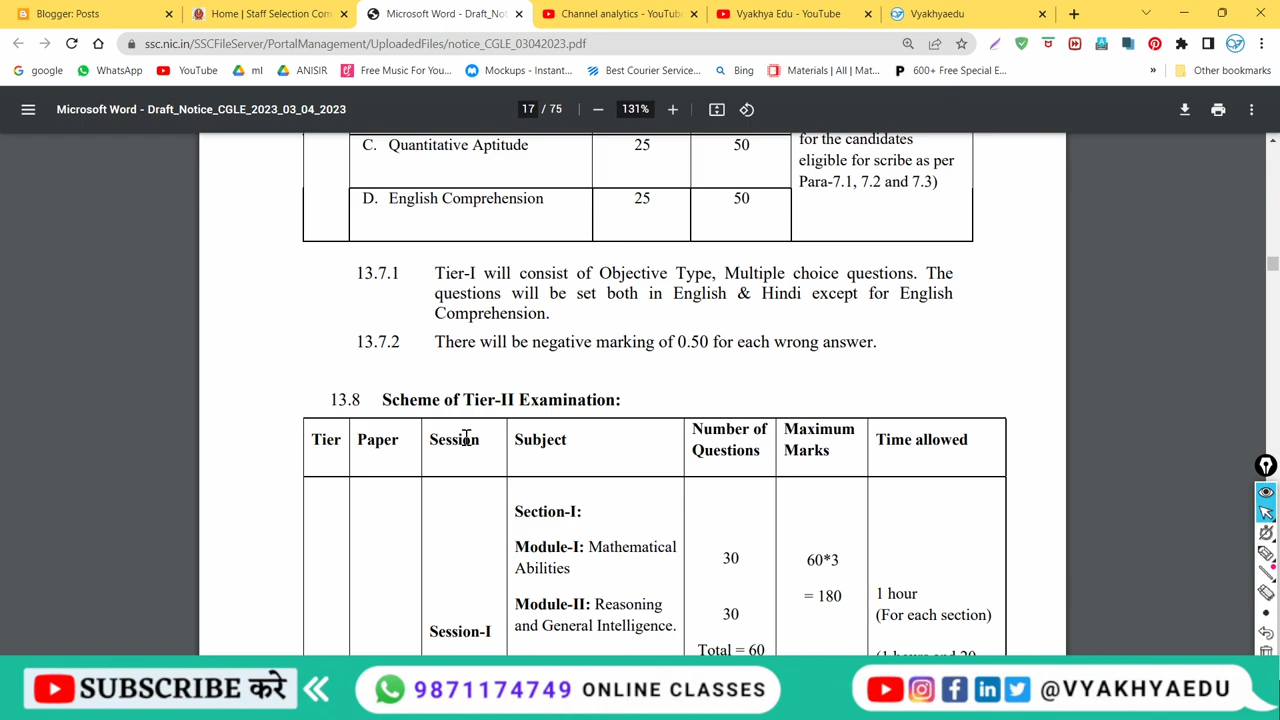 Blogger: Posts
Home | Staff Selection Com
Microsoft Word - Draft_Not
Channel analytics - YouTub
Vyakhya Edu - YouTube
Vyakhyaedu
ssc.nic.in/SSCFileServer/PortalManagement/UploadedFiles/notice_CGLE_03042023.pdf
google
WhatsApp
YouTube
ml
ANISIR
Free Music For You...
Mockups - Instant...
Best Courier Service...
Bing
Materials | All | Mat...
600+ Free Special E...
Other bookmarks
Microsoft Word - Draft_Notice_CGLE_2023_03_04_2023
17 / 75
131%
C. Quantitative Aptitude 25 50
for the candidates
eligible for scribe as per
Para-7.1, 7.2 and 7.3)
D. English Comprehension 25 50
13.7.1 Tier-I will consist of Objective Type, Multiple choice questions. The
questions will be set both in English & Hindi except for English
Comprehension.
13.7.2 There will be negative marking of 0.50 for each wrong answer.
13.8 Scheme of Tier-II Examination:
Tier
Paper
Session
Subject
Number of
Questions
Maximum
Marks
Time allowed
Session-I
Section-I:
Module-I: Mathematical
Abilities
Module-II: Reasoning
and General Intelligence.
30
30
Total = 60
60*3
= 180
1 hour
(For each section)
(1 hours and 20
SUBSCRIBE करे
9871174749 ONLINE CLASSES
@VYAKHYAEDU